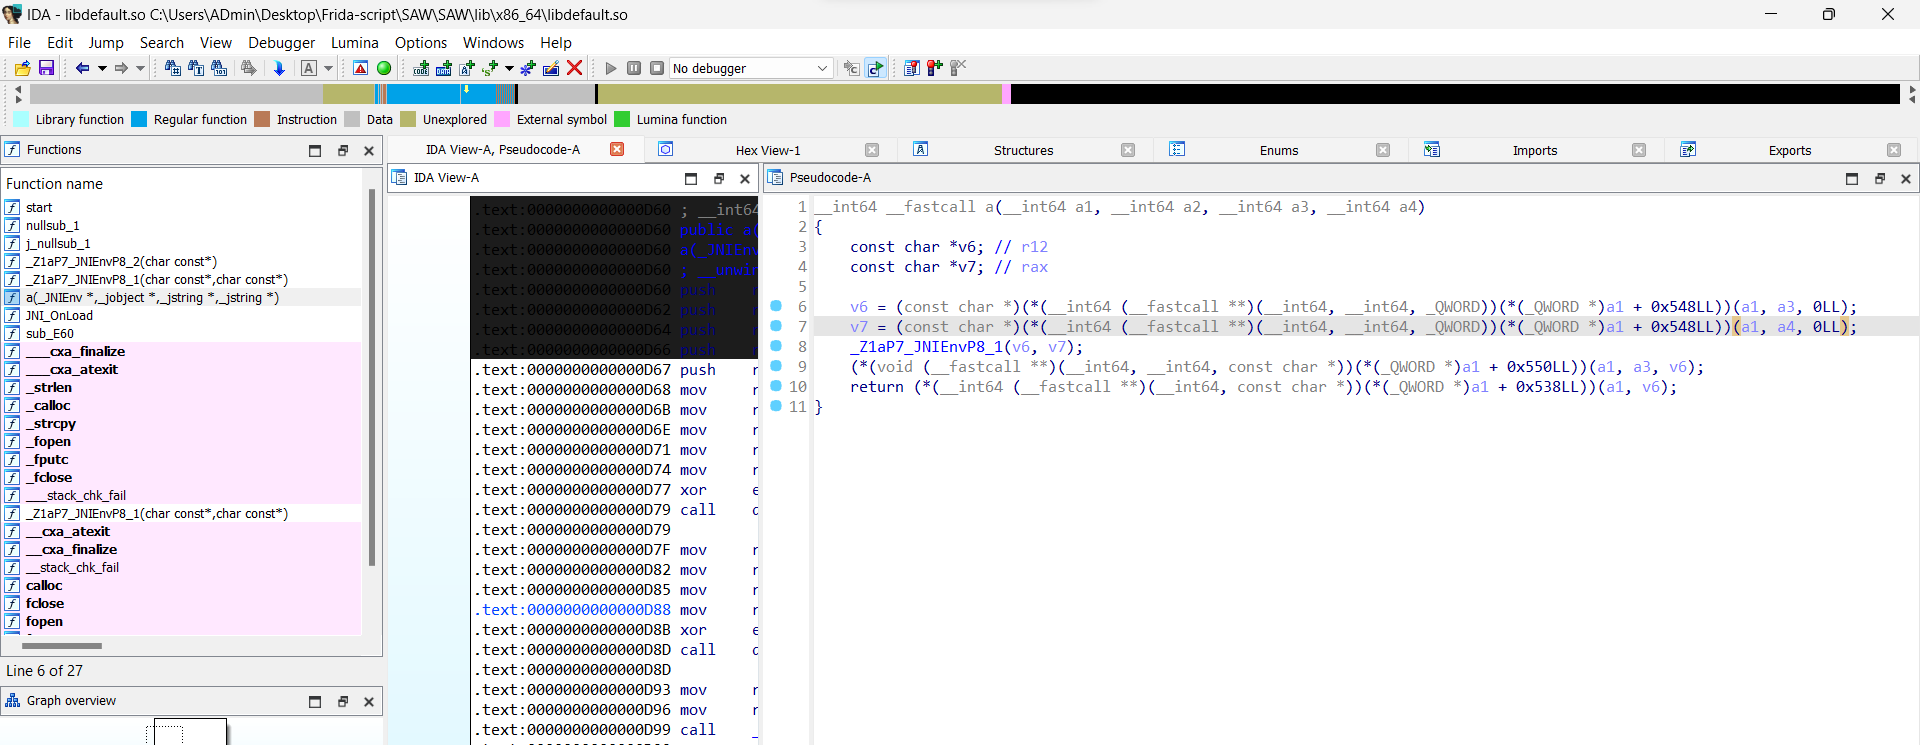 IDA - libdefault.so C:\Users\ADmin\Desktop\Frida-script\SAW\SAW\lib\x86_64\libdefault.so
File Edit Jump Search View Debugger Lumina Options Windows Help
No debugger
Library function Regular function Instruction Data Unexplored External symbol Lumina function
Functions
Function name
start
nullsub_1
j_nullsub_1
_Z1aP7_JNIEnvP8_2(char const*)
_Z1aP7_JNIEnvP8_1(char const*,char const*)
a(_JNIEnv *,_jobject *,_jstring *,_jstring *)
JNI_OnLoad
sub_E60
___cxa_finalize
___cxa_atexit
_strlen
_calloc
_strcpy
_fopen
_fputc
_fclose
___stack_chk_fail
_Z1aP7_JNIEnvP8_1(char const*,char const*)
__cxa_atexit
__cxa_finalize
__stack_chk_fail
calloc
fclose
fopen
Line 6 of 27
Graph overview
IDA View-A, Pseudocode-A Hex View-1 Structures Enums Imports Exports
IDA View-A
.text:0000000000000D60 ; __int64
.text:0000000000000D60 public a(
.text:0000000000000D60 a(_JNIEnv
.text:0000000000000D60 ; __unwin
.text:0000000000000D60 push
.text:0000000000000D62 push
.text:0000000000000D64 push
.text:0000000000000D66 push
.text:0000000000000D67 push
.text:0000000000000D68 mov
.text:0000000000000D6B mov
.text:0000000000000D6E mov
.text:0000000000000D71 mov
.text:0000000000000D74 mov
.text:0000000000000D77 xor
.text:0000000000000D79 call
.text:0000000000000D79
.text:0000000000000D7F mov
.text:0000000000000D82 mov
.text:0000000000000D85 mov
.text:0000000000000D88 mov
.text:0000000000000D8B xor
.text:0000000000000D8D call
.text:0000000000000D8D
.text:0000000000000D93 mov
.text:0000000000000D96 mov
.text:0000000000000D99 call
Pseudocode-A
1 __int64 __fastcall a(__int64 a1, __int64 a2, __int64 a3, __int64 a4)
2 {
3 const char *v6; // r12
4 const char *v7; // rax
5
6 v6 = (const char *)(*(__int64 (__fastcall **)(__int64, __int64, _QWORD))(*(_QWORD *)a1 + 0x548LL))(a1, a3, 0LL);
7 v7 = (const char *)(*(__int64 (__fastcall **)(__int64, __int64, _QWORD))(*(_QWORD *)a1 + 0x548LL))(a1, a4, 0LL);
8 _Z1aP7_JNIEnvP8_1(v6, v7);
9 (*(void (__fastcall **)(__int64, __int64, const char *))(*(_QWORD *)a1 + 0x550LL))(a1, a3, v6);
10 return (*(__int64 (__fastcall **)(__int64, const char *))(*(_QWORD *)a1 + 0x538LL))(a1, v6);
11 }